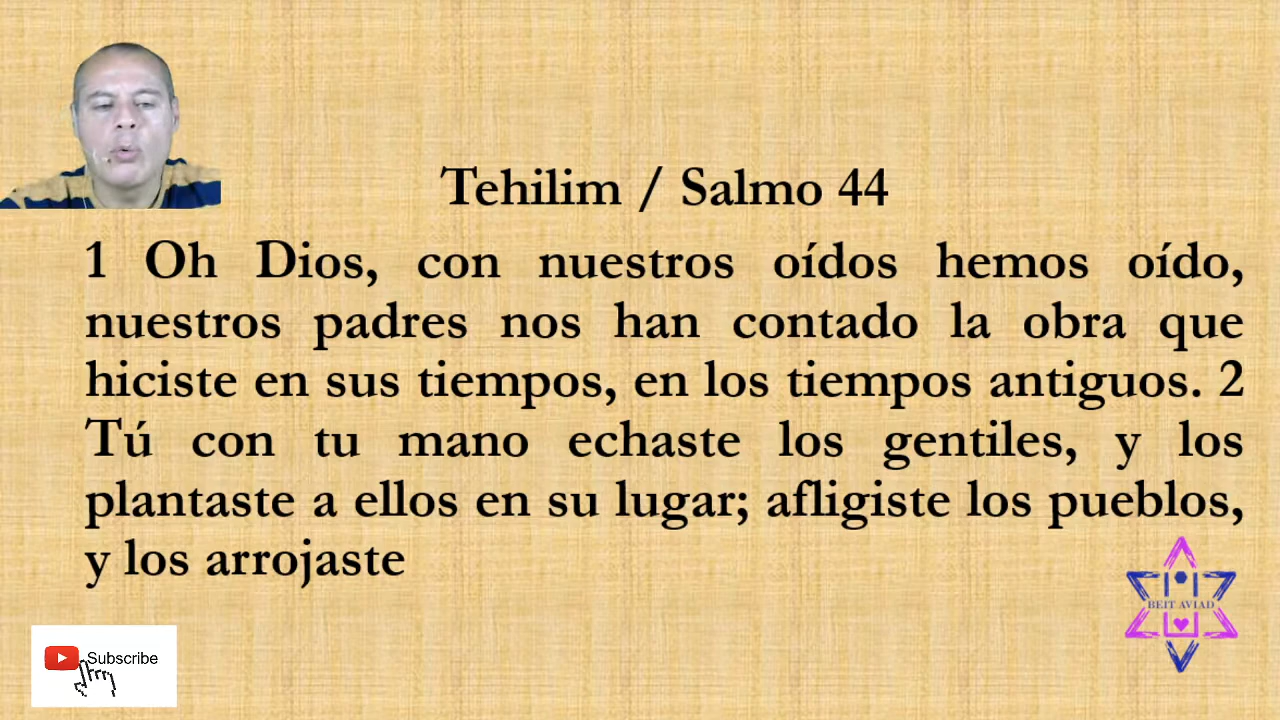 Tehilim / Salmo 44
1 Oh Dios, con nuestros oídos hemos oído,
nuestros padres nos han contado la obra que
hiciste en sus tiempos, en los tiempos antiguos. 2
Tú con tu mano echaste los gentiles, y los
plantaste a ellos en su lugar; afligiste los pueblos,
y los arrojaste
BEIT AVIAD
Subscribe